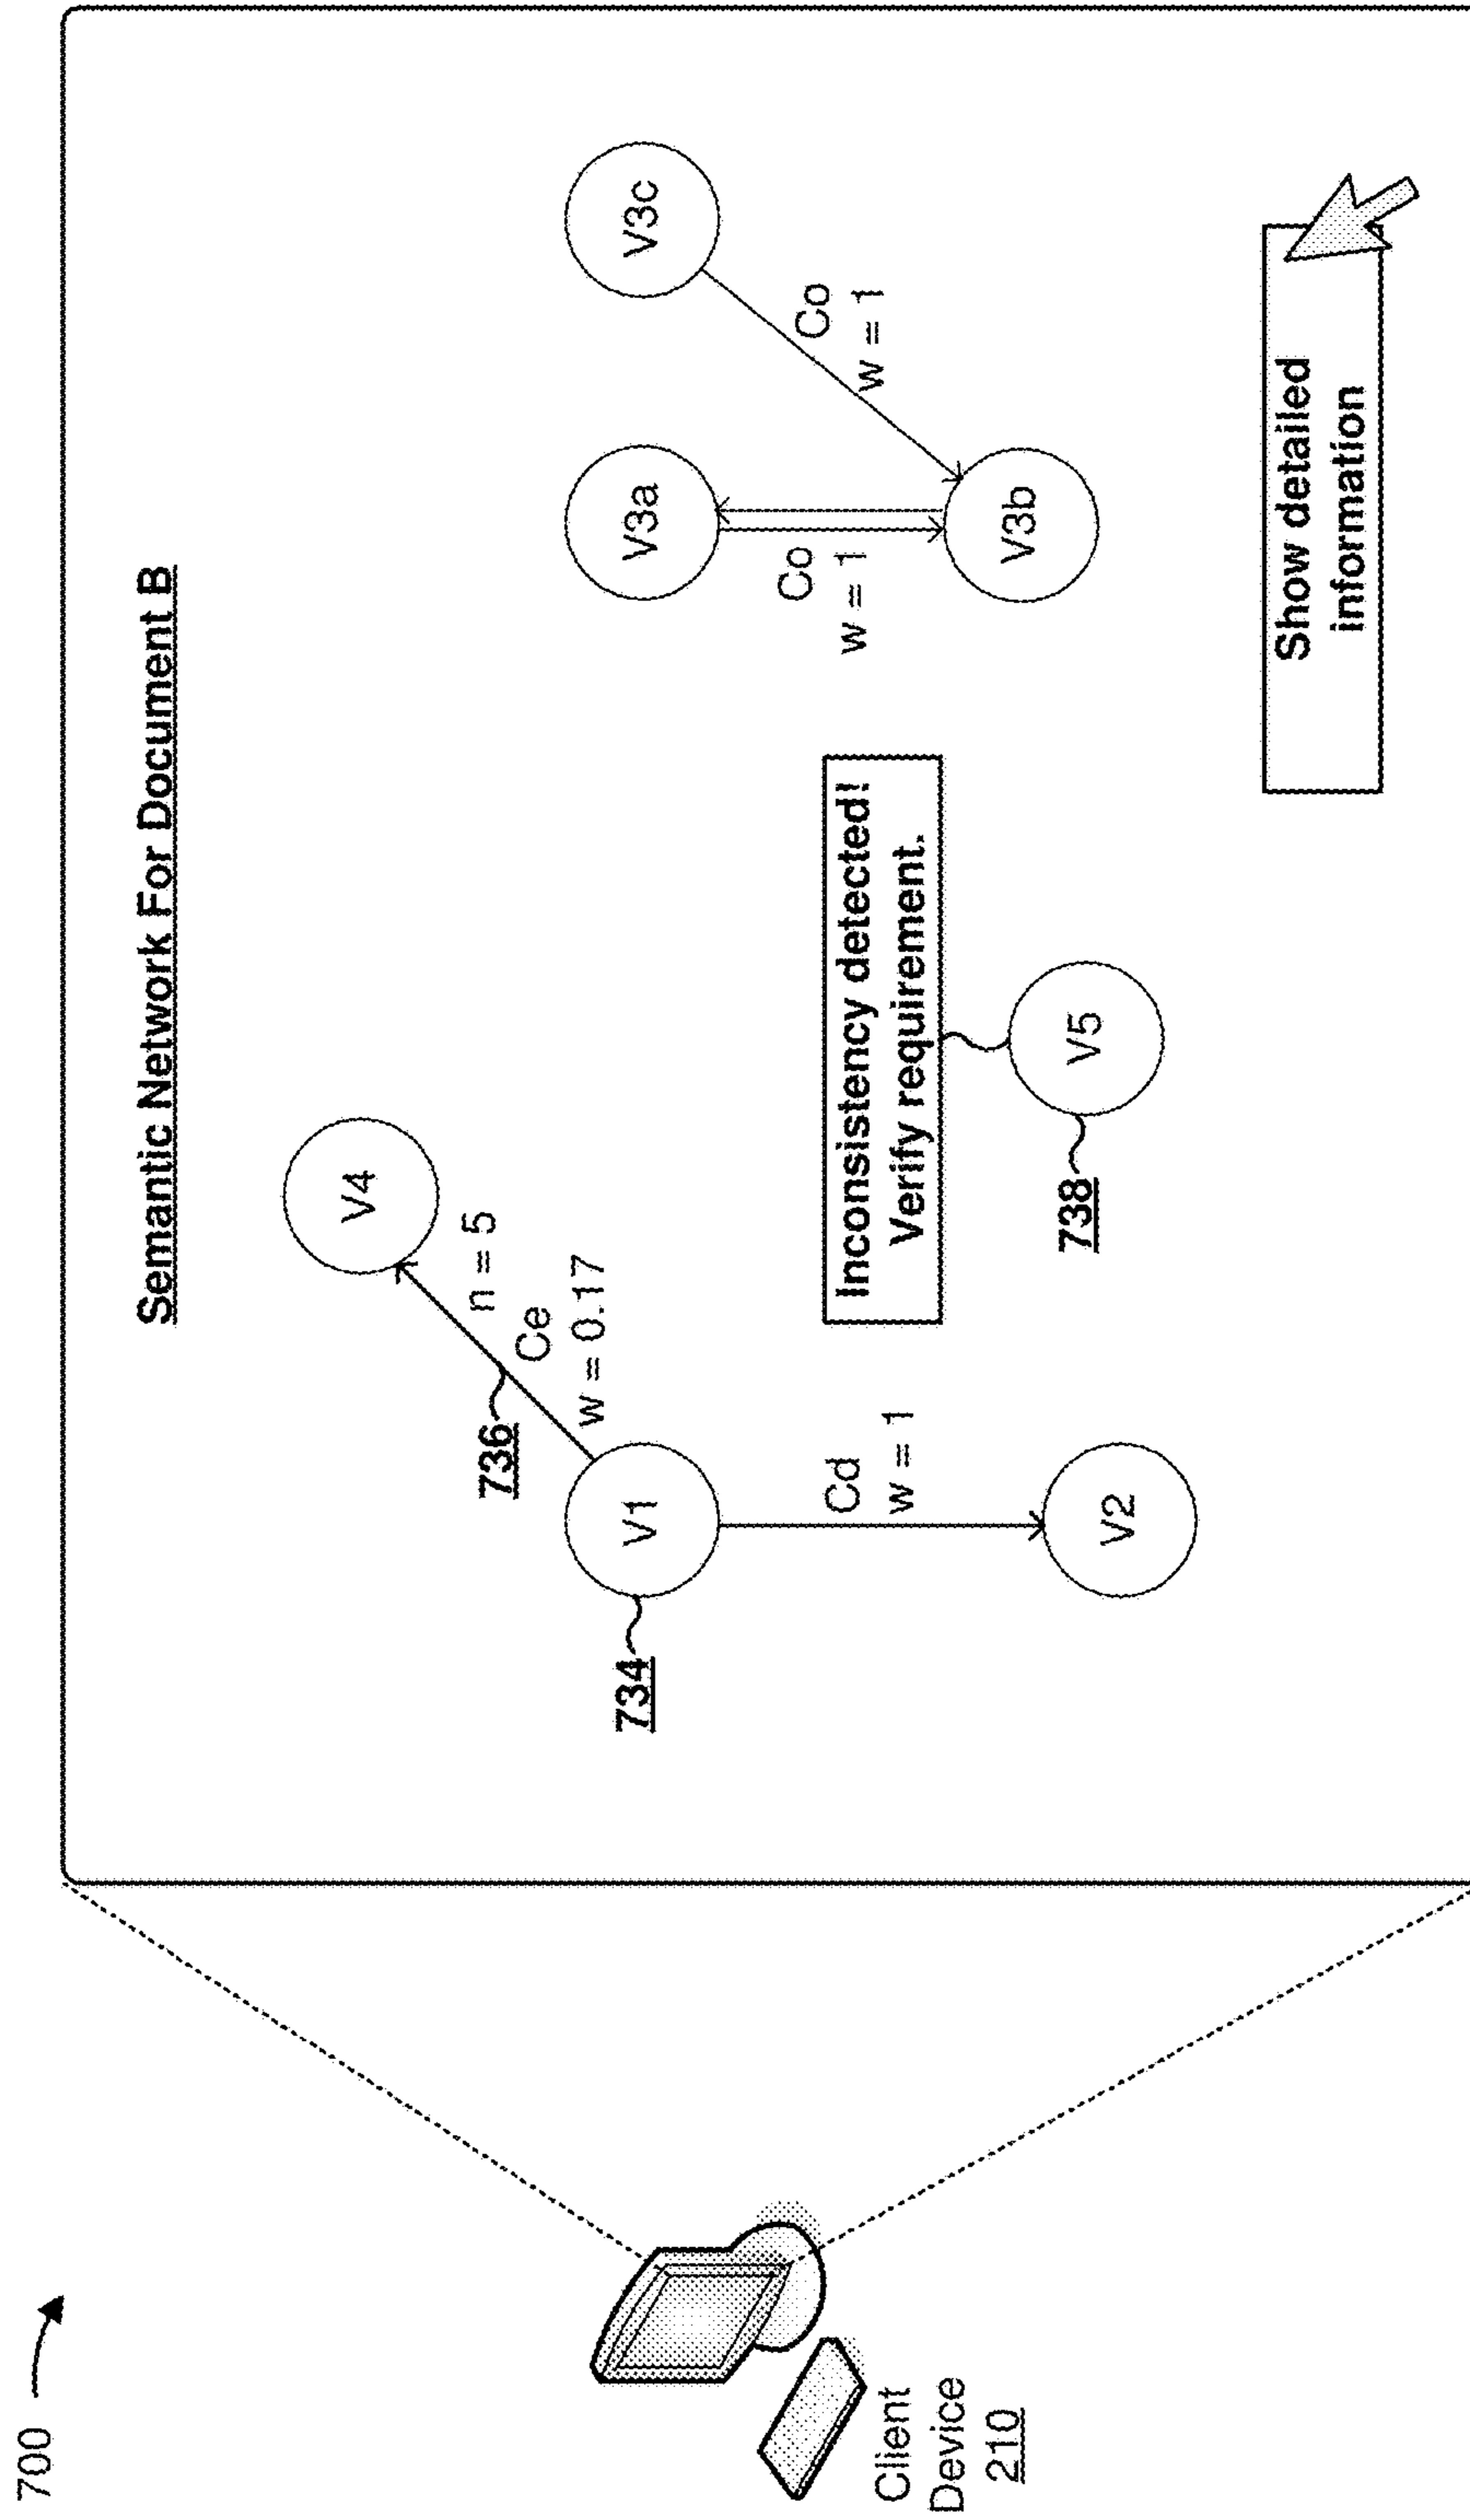 700
Semantic Network For Document B
V4
736
n = 5
Ce
w = 0.17
734
V1
V3a
V3c
Cd
w = 1
Co
w = 1
Co
w = 1
Inconsistency detected!
Verify requirement.
V2
738
V5
V3b
Show detailed
information
Client
Device
210